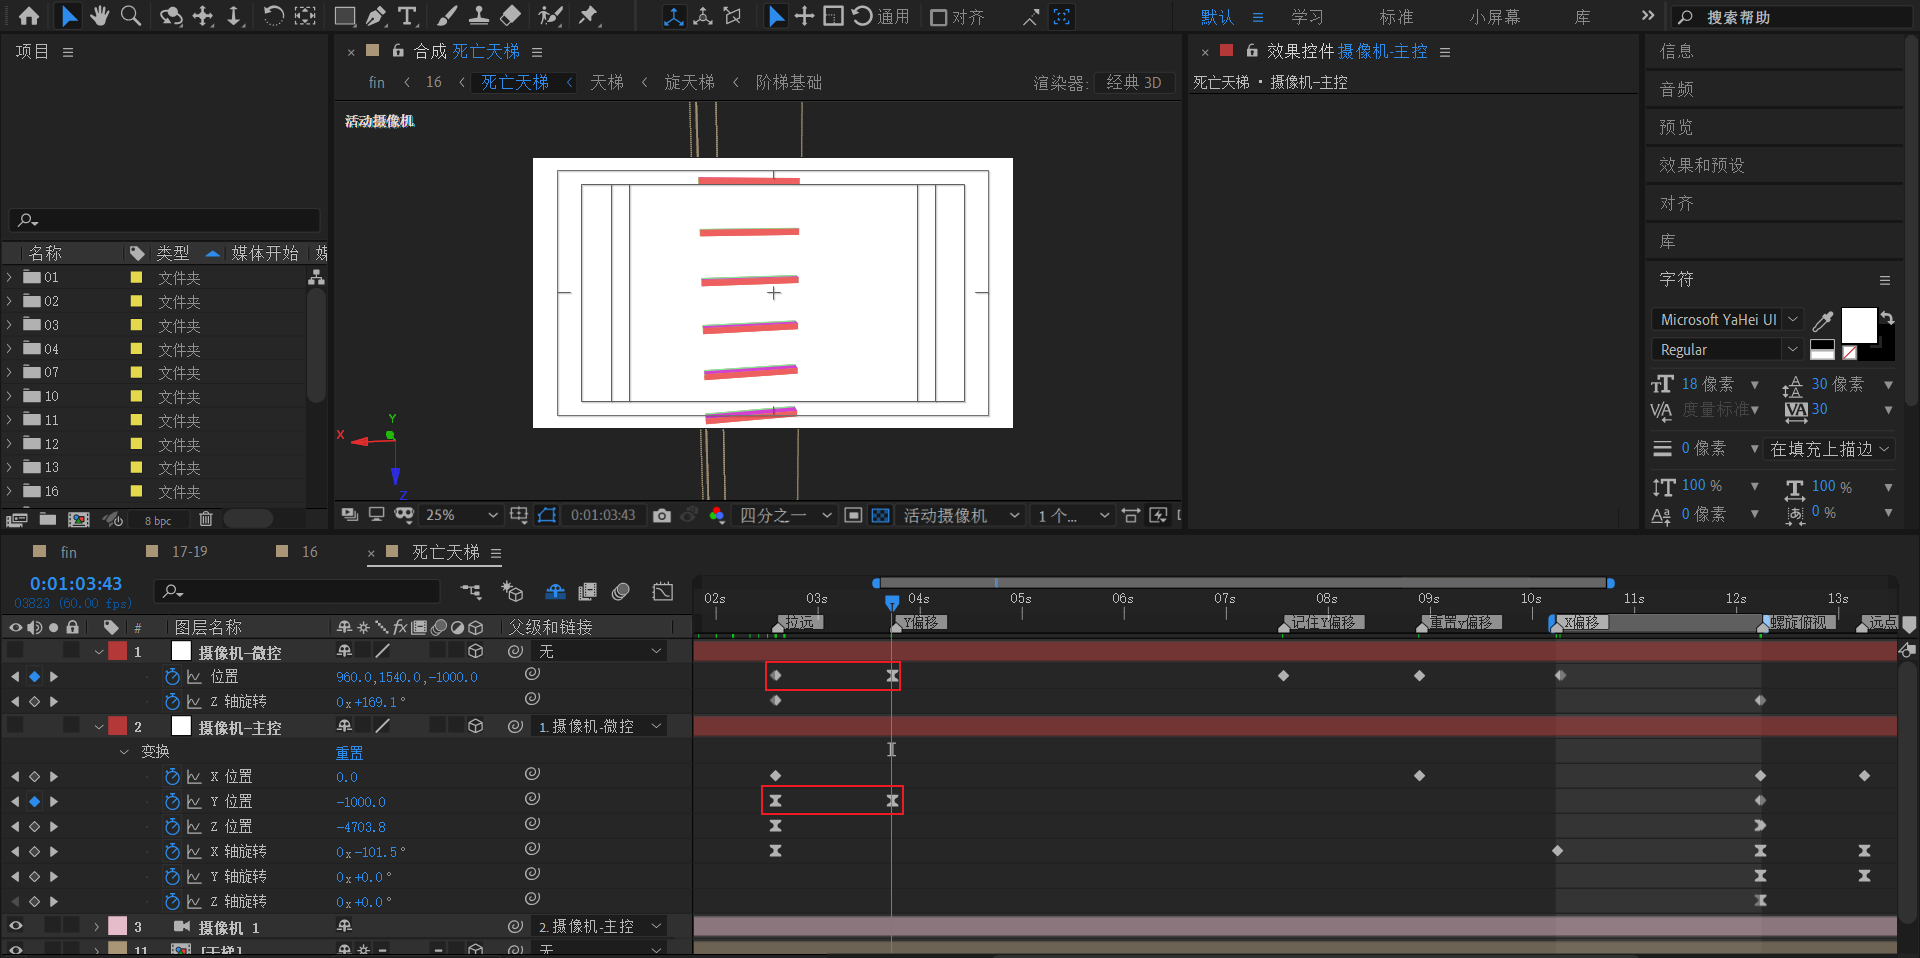 通用
对齐
默认
学习
标准
小屏幕
库
搜索帮助
项目
合成 死亡天梯
fin
16
死亡天梯
天梯
旋天梯
阶梯基础
渲染器:
经典 3D
活动摄像机
效果控件 摄像机-主控
死亡天梯 · 摄像机-主控
信息
音频
预览
效果和预设
对齐
库
字符
Microsoft YaHei UI
Regular
18 像素
30 像素
度量标准
30
0 像素
在填充上描边
100 %
100 %
0 像素
0 %
名称
类型
媒体开始
媒
01 文件夹
02 文件夹
03 文件夹
04 文件夹
07 文件夹
10 文件夹
11 文件夹
12 文件夹
13 文件夹
16 文件夹
8 bpc
X
Y
Z
25%
0:01:03:43
四分之一
活动摄像机
1 个...
fin
17-19
16
死亡天梯
0:01:03:43
03823 (60.00 fps)
02s 03s 04s 05s 06s 07s 08s 09s 10s 11s 12s 13s
拉远
Y偏移
记住Y偏移
重置y偏移
X偏移
螺旋俯视
远点
# 图层名称 父级和链接
1 摄像机-微控 无
位置 960.0,1540.0,-1000.0
Z 轴旋转 0x+169.1°
2 摄像机-主控 1.摄像机-微控
变换 重置
X 位置 0.0
Y 位置 -1000.0
Z 位置 -4703.8
X 轴旋转 0x-101.5°
Y 轴旋转 0x+0.0°
Z 轴旋转 0x+0.0°
3 摄像机 1 2.摄像机-主控
11 [天梯] 无